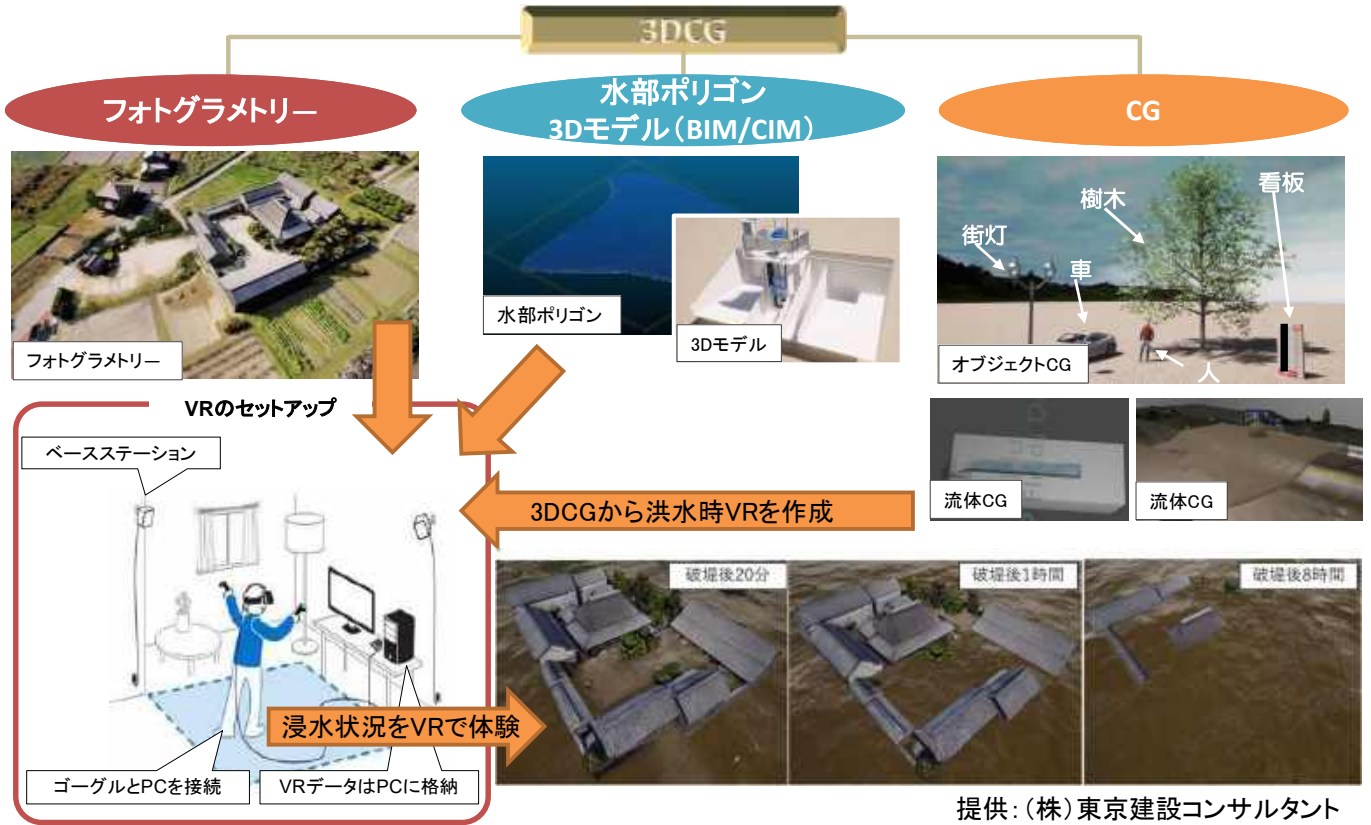 3DCG
フォトグラメトリー
水部ポリゴン
3Dモデル（BIM/CIM）
CG
フォトグラメトリー
水部ポリゴン
3Dモデル
街灯
車
樹木
看板
人
オブジェクトCG
流体CG
流体CG
VRのセットアップ
ベースステーション
3DCGから洪水時VRを作成
破堤後20分
破堤後1時間
破堤後8時間
浸水状況をVRで体験
ゴーグルとPCを接続
VRデータはPCに格納
提供：（株）東京建設コンサルタント